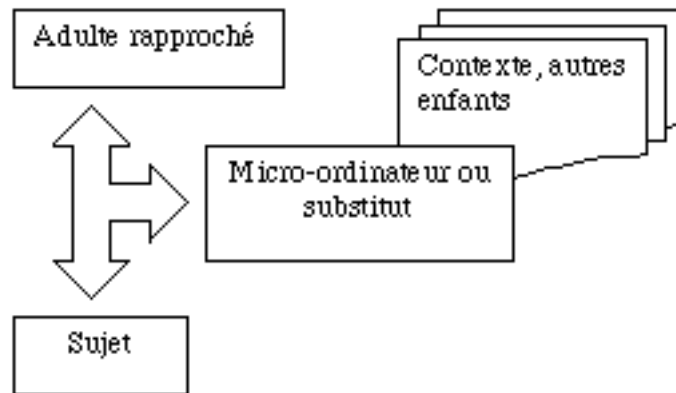 Adulte rapproché
Contexte, autres
enfants
Micro-ordinateur ou
substitut
Sujet